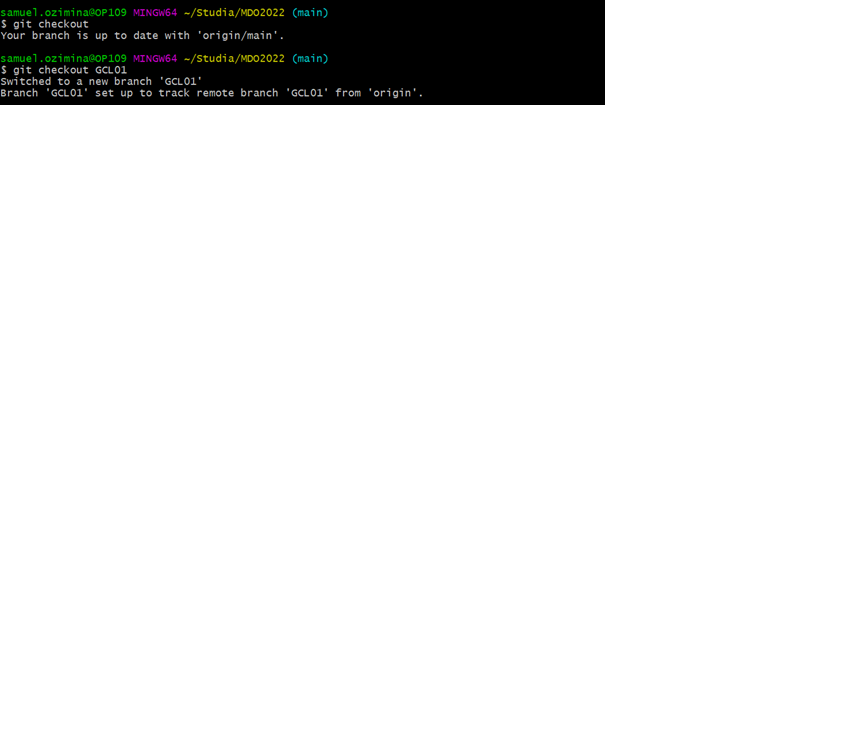 samuel.ozimina@OP109 MINGW64 ~/Studia/MDO2022 (main)
$ git checkout
Your branch is up to date with 'origin/main'.
samuel.ozimina@OP109 MINGW64 ~/Studia/MDO2022 (main)
$ git checkout GCL01
Switched to a new branch 'GCL01'
Branch 'GCL01' set up to track remote branch 'GCL01' from 'origin'.